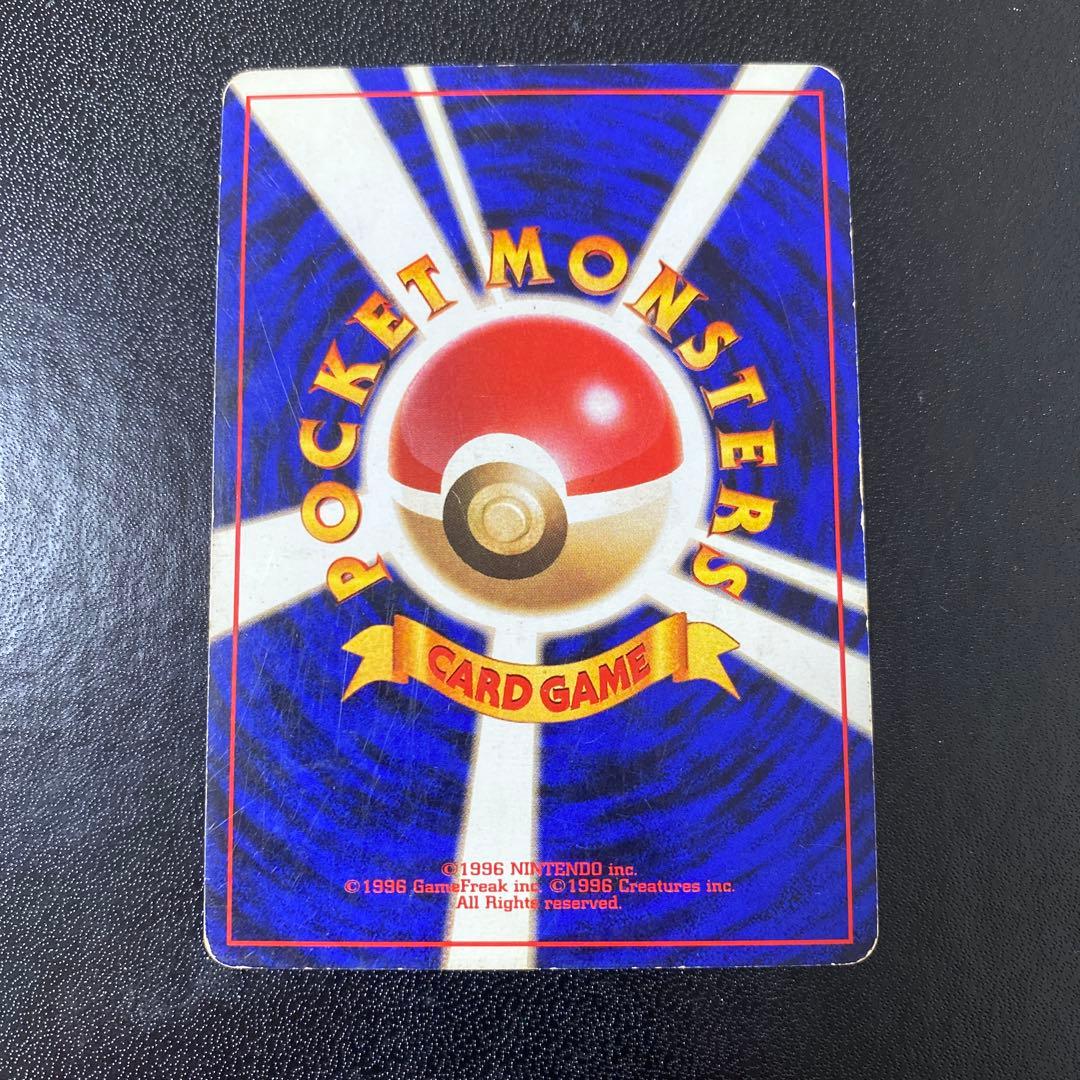 POCKET MONSTERS
CARD GAME
©1996 NINTENDO inc.
©1996 GameFreak inc. ©1996 Creatures inc.
All Rights reserved.